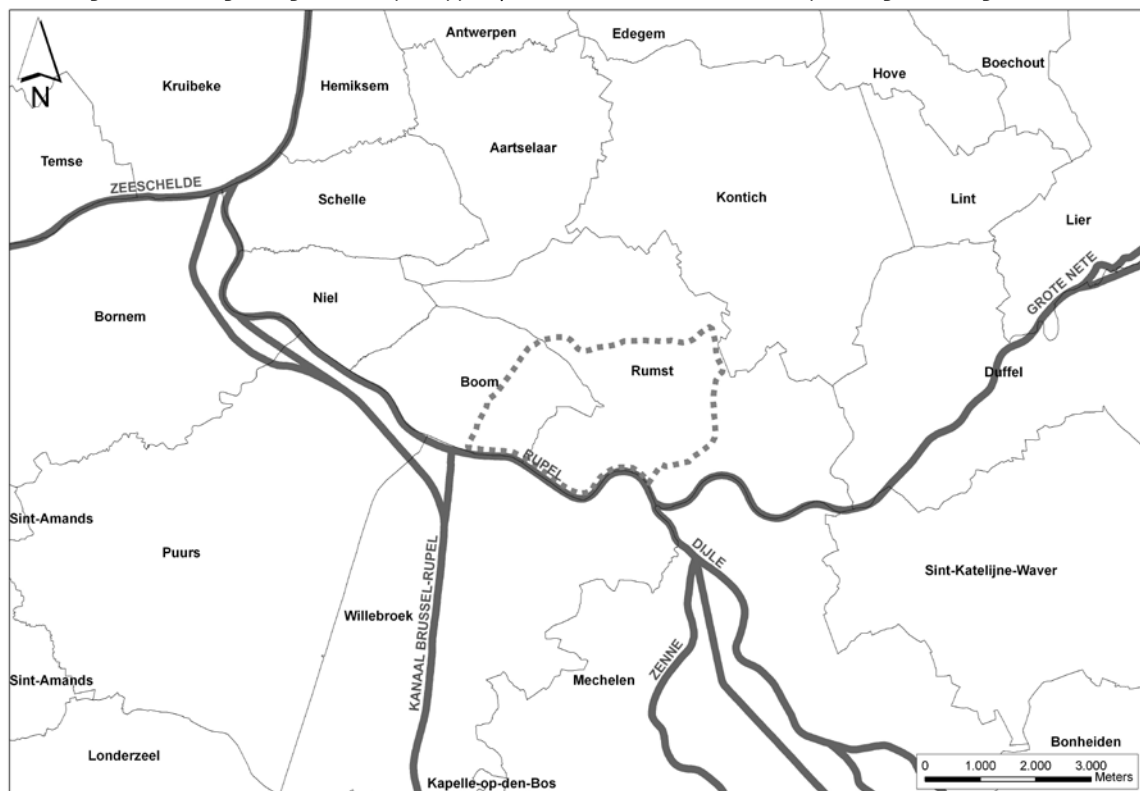 Antwerpen
Edegem
Boechout
Hove
Kruibeke
Hemiksem
N
Temse
Aartselaar
ZEESCHELDE
Schelle
Kontich
Lint
Lier
GROTE NETE
Niel
Bornem
Rumst
Duffel
Boom
RUPEL
Sint-Amands
Puurs
DIJLE
Sint-Katelijne-Waver
KANAAL BRUSSEL-RUPEL
Willebroek
ZENNE
Mechelen
Sint-Amands
Londerzeel
Bonheiden
Kapelle-op-den-Bos
0 1.000 2.000 3.000
Meters